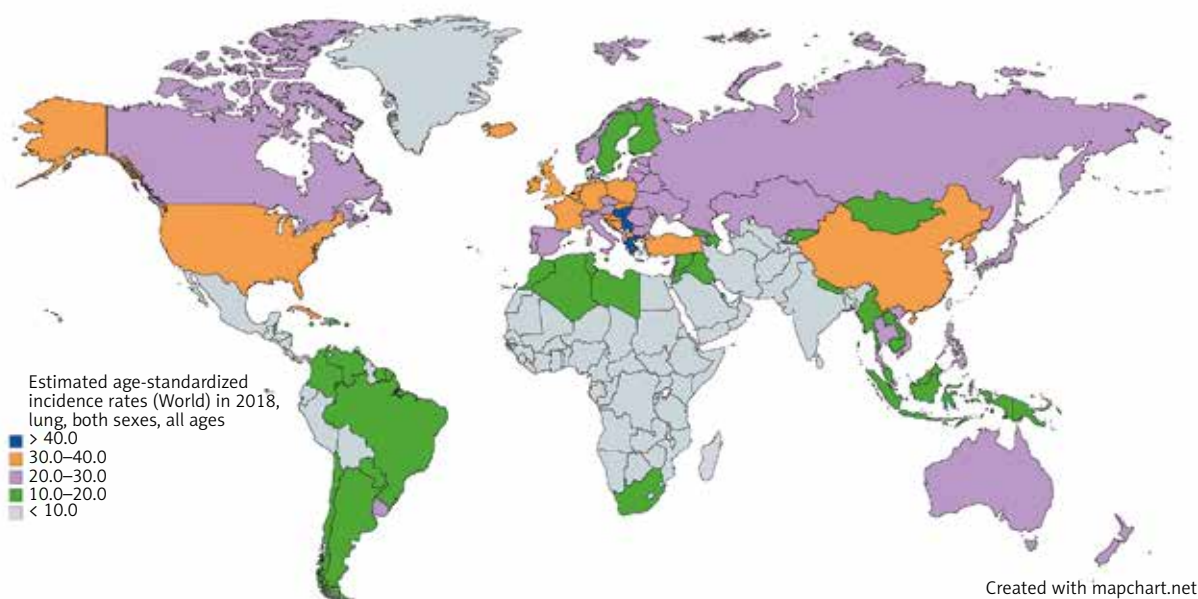 Estimated age-standardized
incidence rates (World) in 2018,
lung, both sexes, all ages
> 40.0
30.0–40.0
20.0–30.0
10.0–20.0
< 10.0
Created with mapchart.net